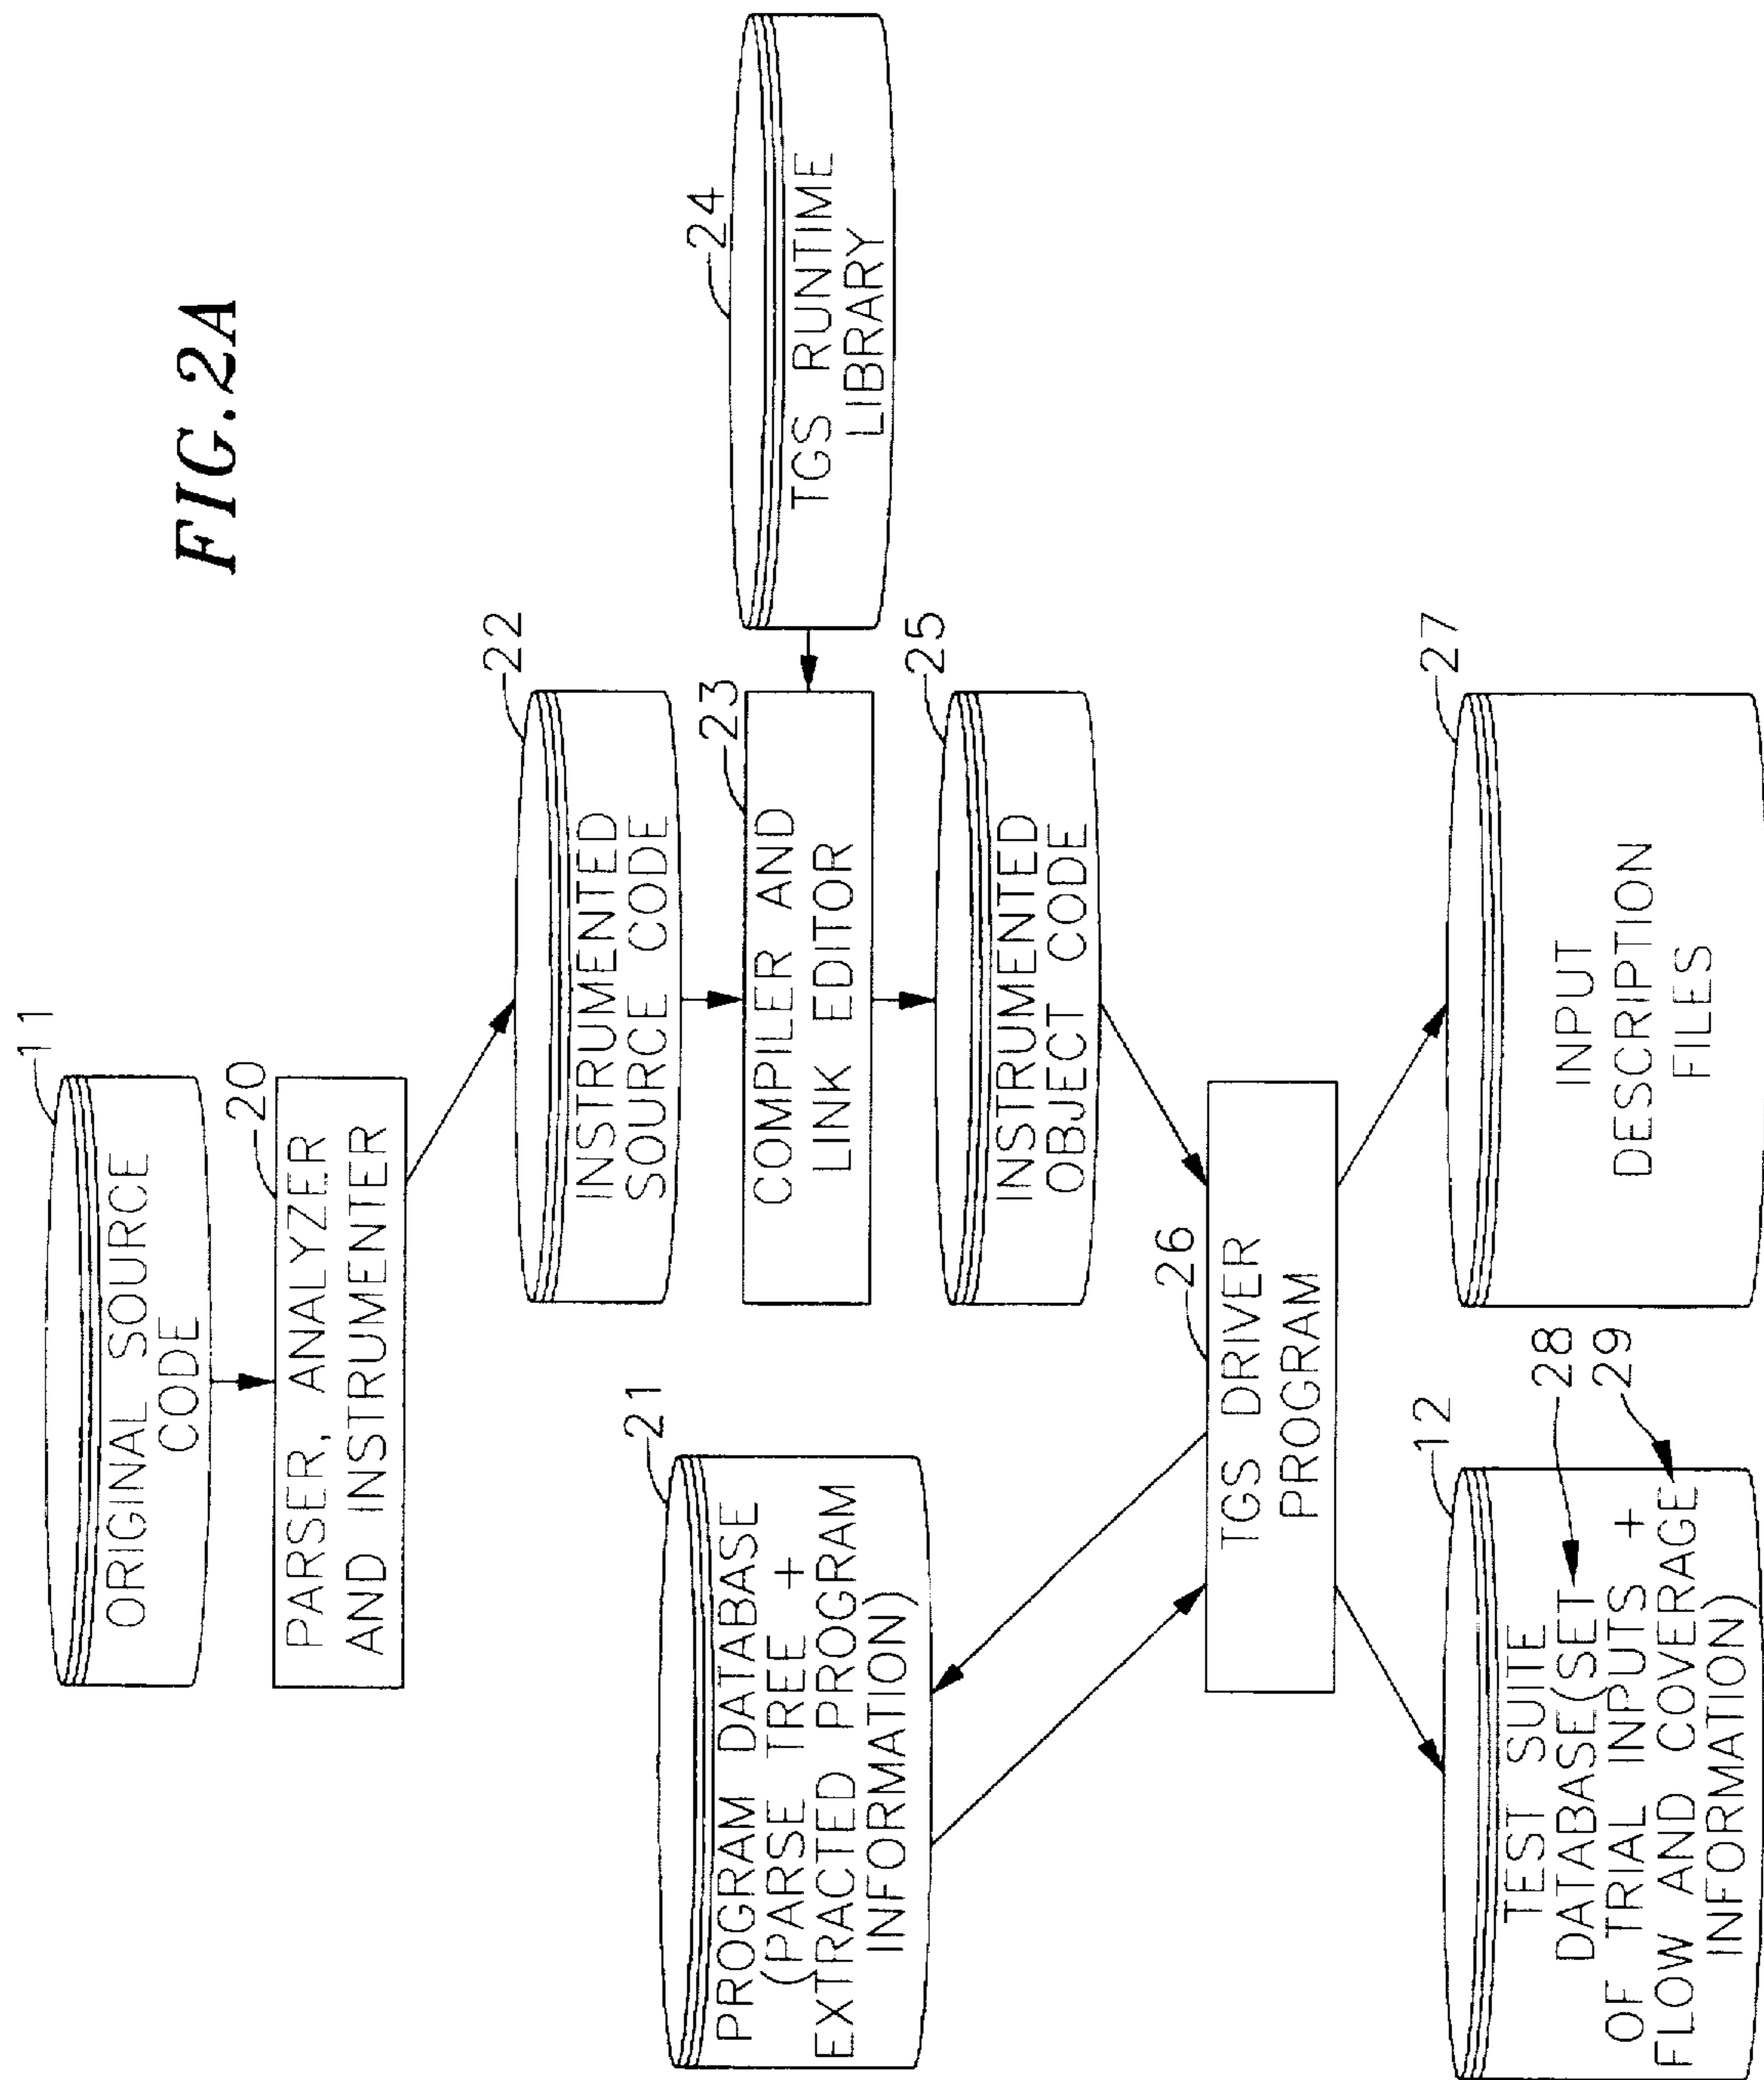 FIG.2A
11
ORIGINAL SOURCE
CODE
20
PARSER, ANALYZER
AND INSTRUMENTER
22
INSTRUMENTED
SOURCE CODE
23
COMPILER AND
LINK EDITOR
24
TGS RUNTIME
LIBRARY
25
INSTRUMENTED
OBJECT CODE
21
PROGRAM DATABASE
(PARSE TREE +
EXTRACTED PROGRAM
INFORMATION)
26
TGS DRIVER
PROGRAM
12
TEST SUITE
DATABASE(SET
OF TRIAL INPUTS +
FLOW AND COVERAGE
INFORMATION)
28
29
27
INPUT
DESCRIPTION
FILES